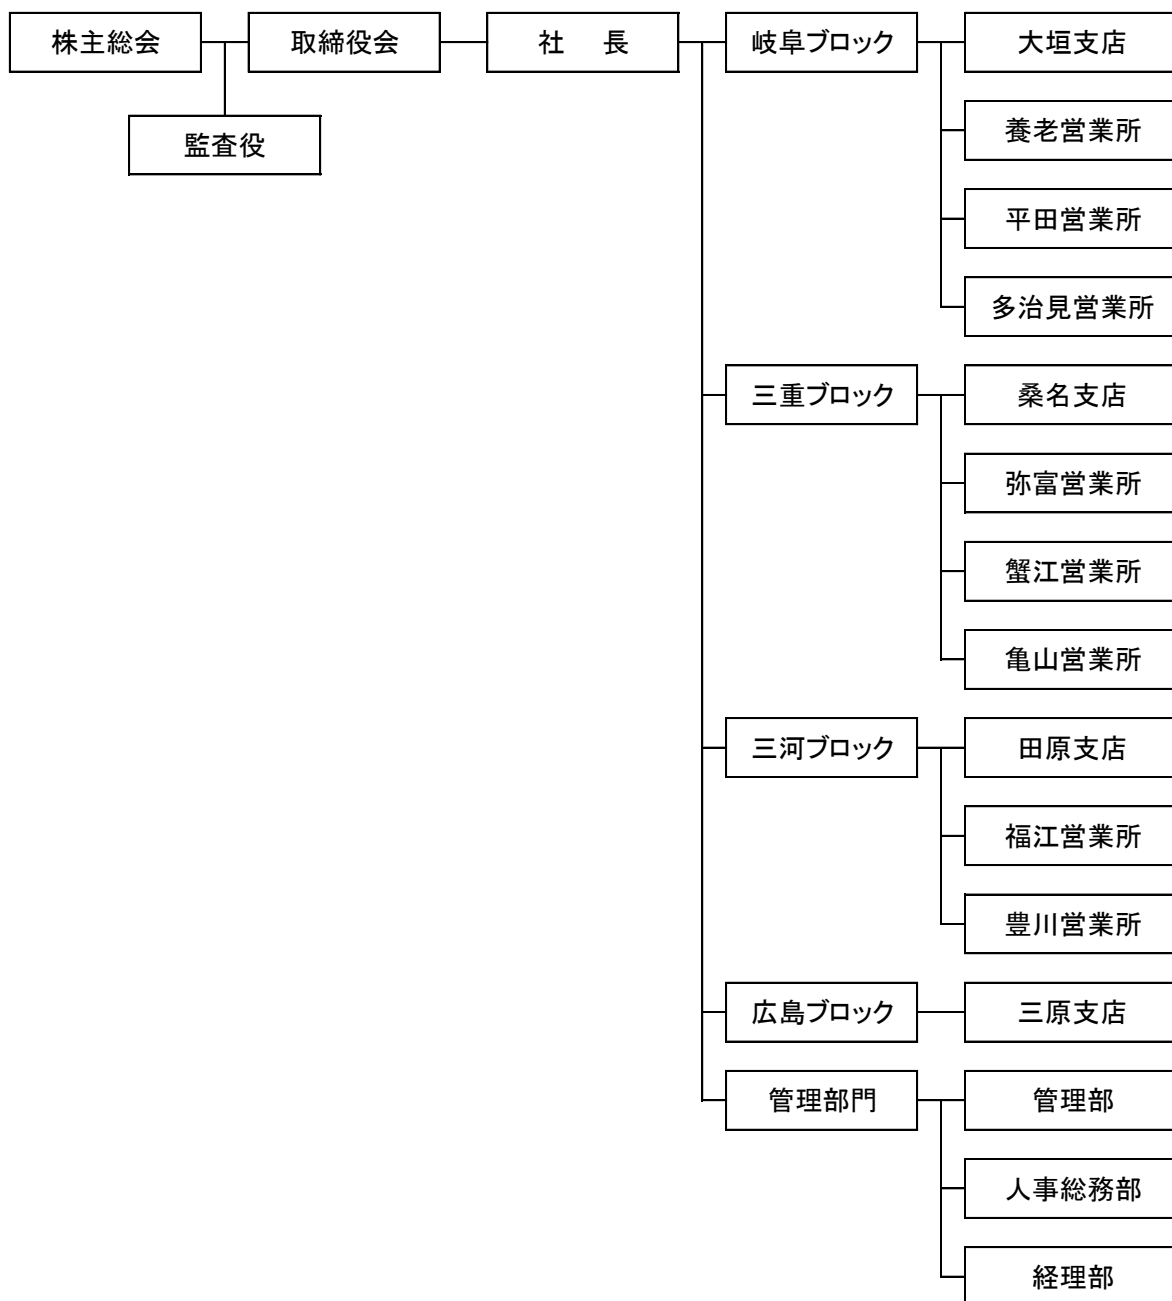 株主総会
取締役会
社　長
岐阜ブロック
大垣支店
監査役
養老営業所
平田営業所
多治見営業所
三重ブロック
桑名支店
弥富営業所
蟹江営業所
亀山営業所
三河ブロック
田原支店
福江営業所
豊川営業所
広島ブロック
三原支店
管理部門
管理部
人事総務部
経理部